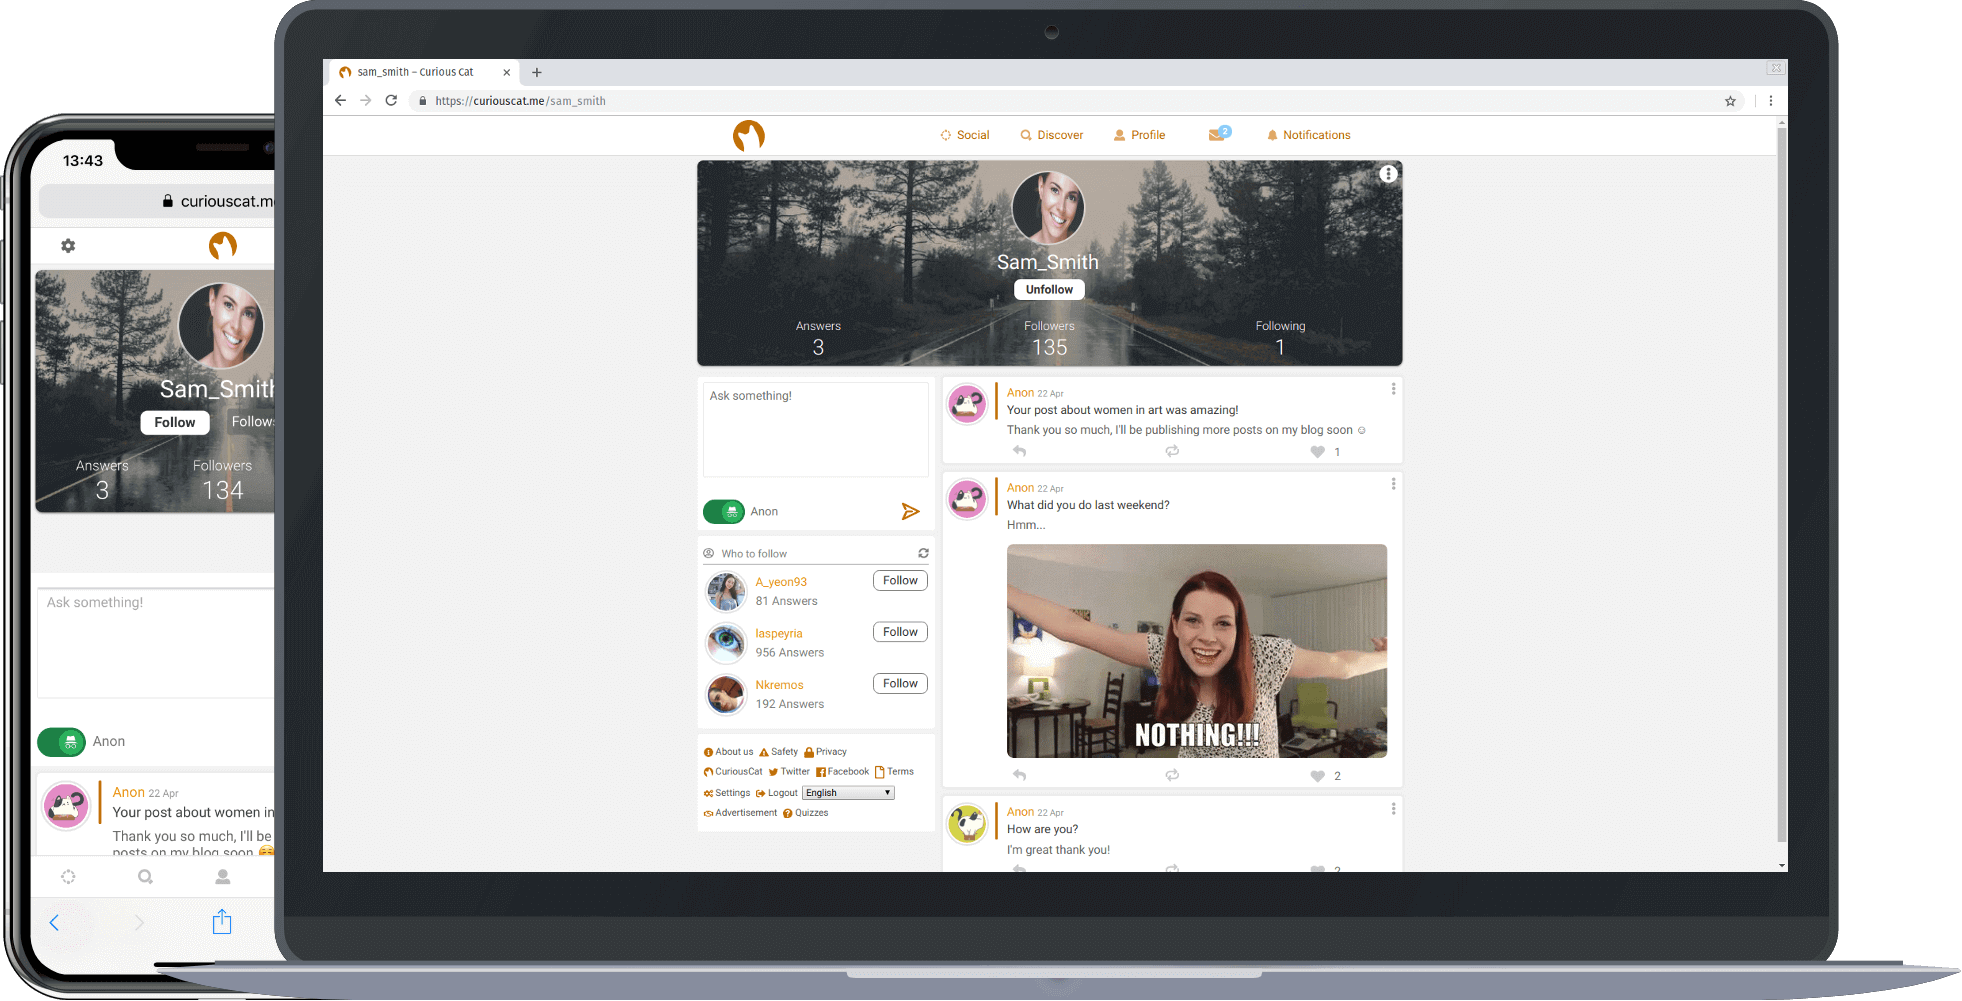 13:43
curiouscat.me
Sam_Smith
Follow
Follow
Answers
Followers
3
134
Ask something!
Anon
Anon 22 Apr
Your post about women in
Thank you so much, I'll be
posts on my blog soon
sam_smith – Curious Cat
https://curiouscat.me/sam_smith
Social
Discover
Profile
2
Notifications
Sam_Smith
Unfollow
Answers
Followers
Following
3
135
1
Ask something!
Anon
Who to follow
A_yeon93
Follow
81 Answers
laspeyria
Follow
956 Answers
Nkremos
Follow
192 Answers
About us Safety Privacy
CuriousCat Twitter Facebook Terms
Settings Logout English
Advertisement Quizzes
Anon 22 Apr
Your post about women in art was amazing!
Thank you so much, I'll be publishing more posts on my blog soon ☺
1
Anon 22 Apr
What did you do last weekend?
Hmm...
NOTHING!!!
2
Anon 22 Apr
How are you?
I'm great thank you!
2